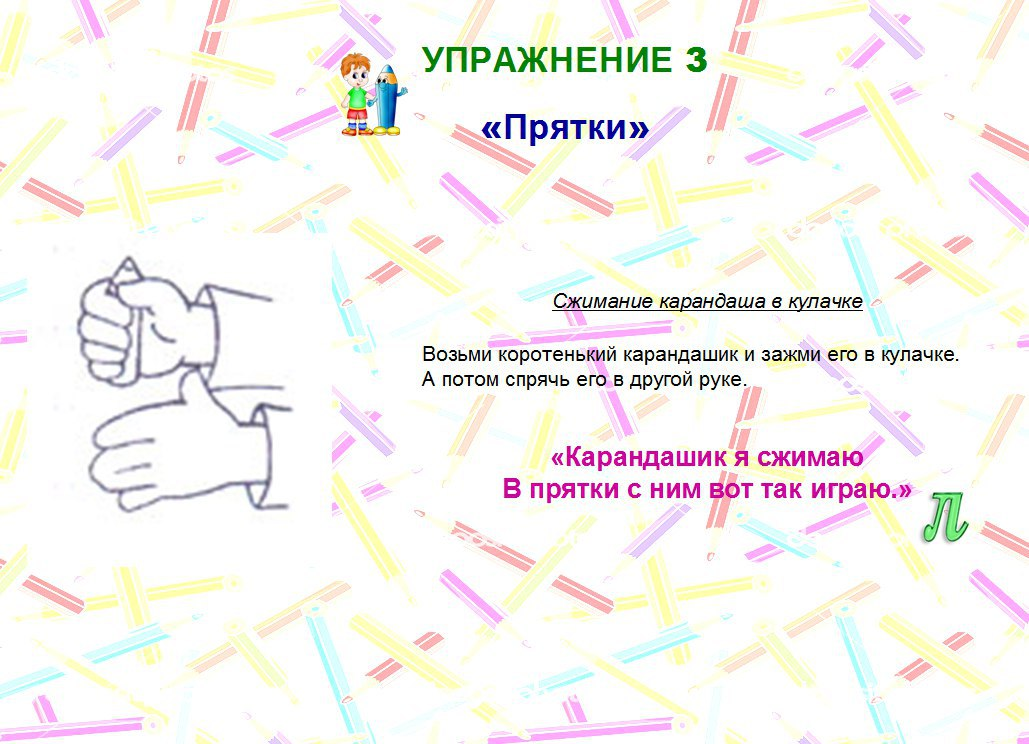 УПРАЖНЕНИЕ 3
«Прятки»
Сжимание карандаша в кулачке
Возьми коротенький карандашик и зажми его в кулачке.
А потом спрячь его в другой руке.
«Карандашик я сжимаю
В прятки с ним вот так играю.»
Л